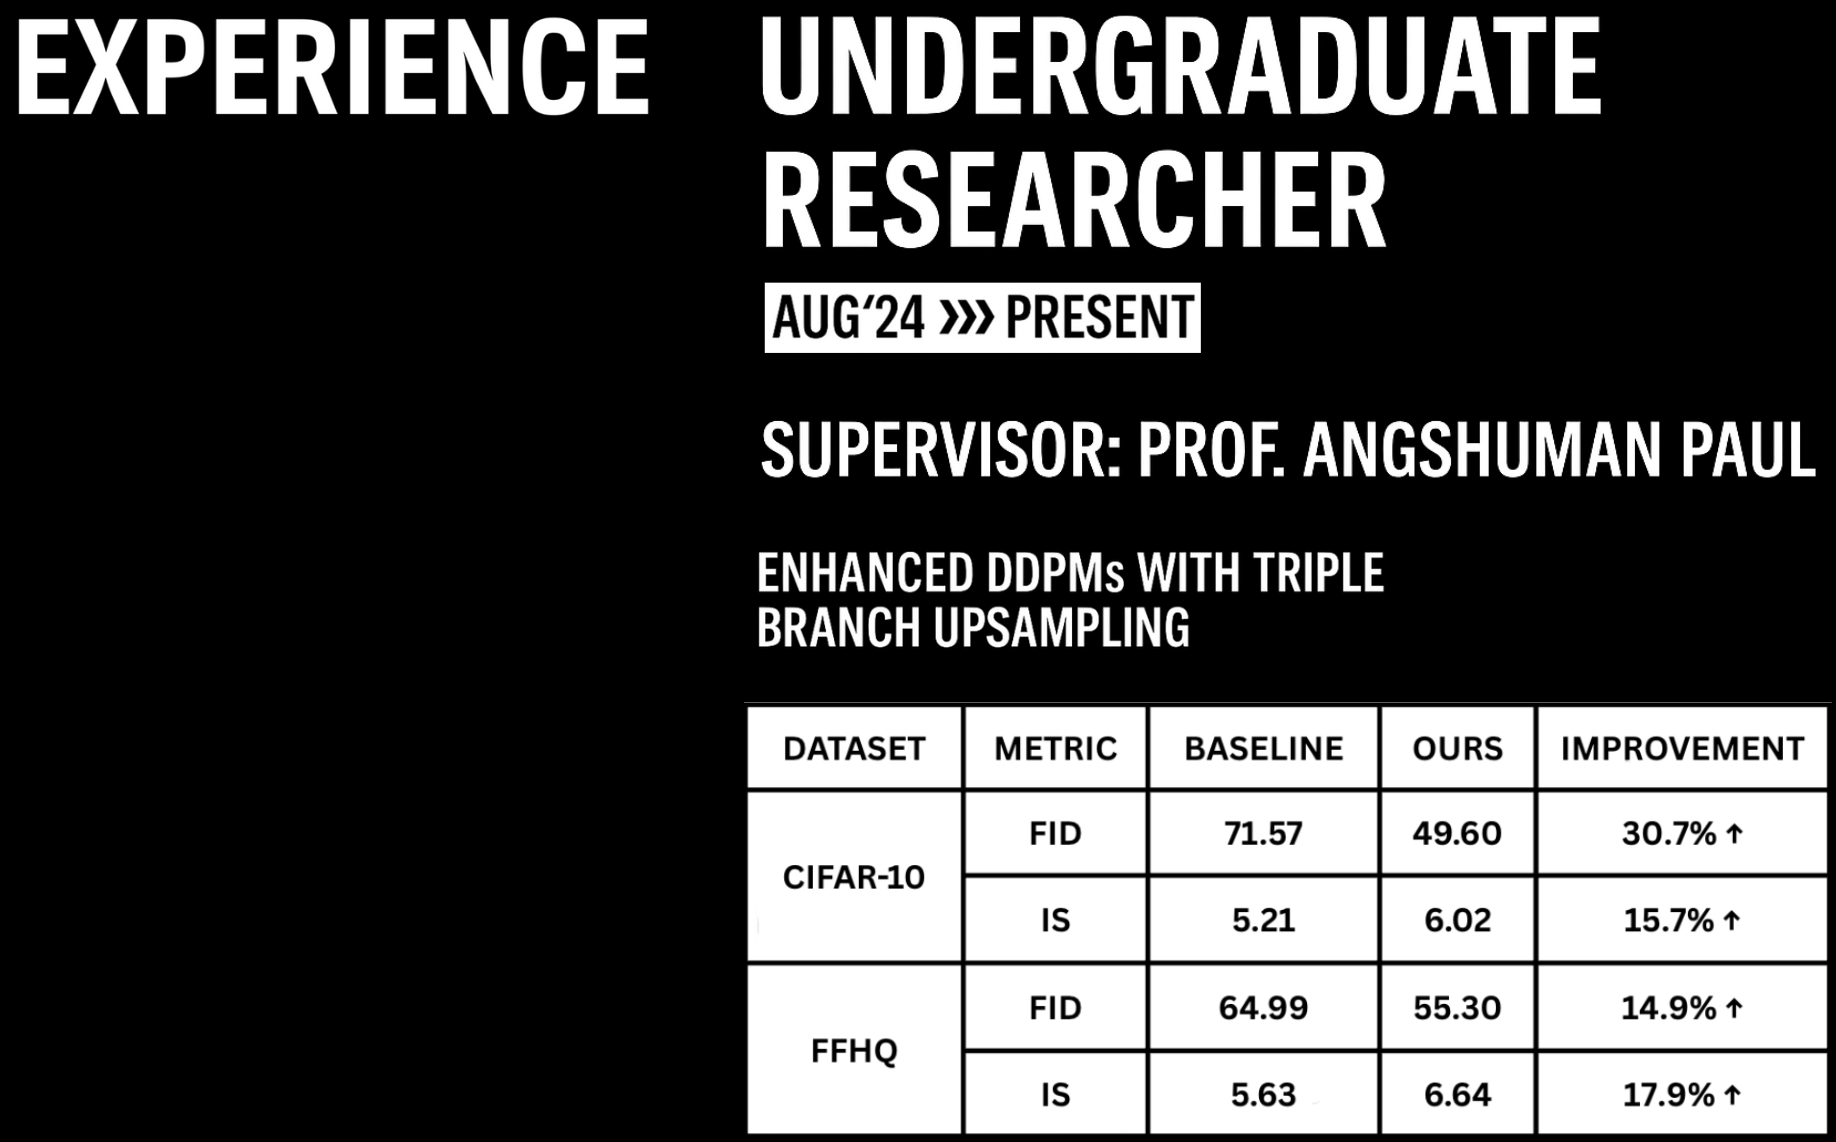 EXPERIENCE
UNDERGRADUATE
RESEARCHER
AUG‘24 ❯❯❯ PRESENT
SUPERVISOR: PROF. ANGSHUMAN PAUL
ENHANCED DDPMs WITH TRIPLE
BRANCH UPSAMPLING
DATASET METRIC BASELINE OURS IMPROVEMENT
CIFAR-10 FID 71.57 49.60 30.7% ↑
IS 5.21 6.02 15.7% ↑
FFHQ FID 64.99 55.30 14.9% ↑
IS 5.63 6.64 17.9% ↑